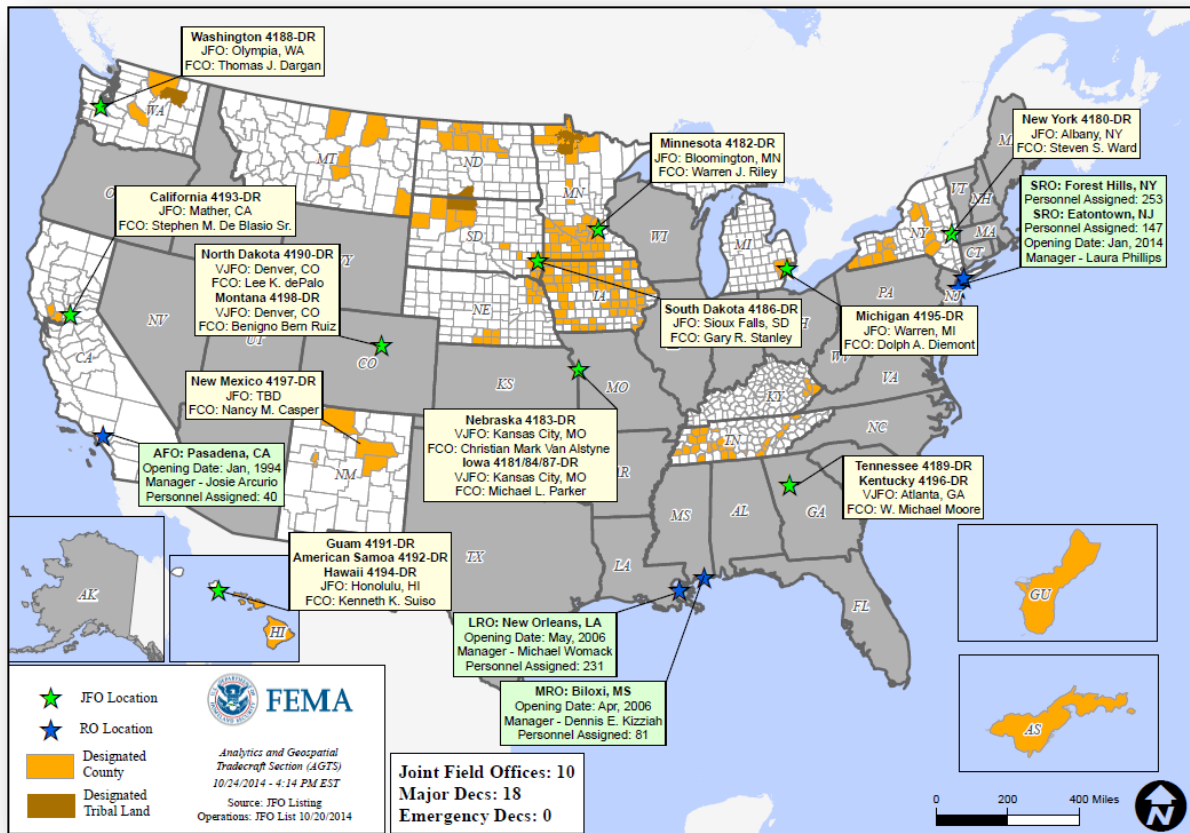 Washington 4188-DR
JFO: Olympia, WA
FCO: Thomas J. Dargan
New York 4180-DR
JFO: Albany, NY
FCO: Steven S. Ward
Minnesota 4182-DR
JFO: Bloomington, MN
FCO: Warren J. Riley
SRO: Forest Hills, NY
Personnel Assigned: 253
SRO: Eatontown, NJ
Personnel Assigned: 147
Opening Date: Jan, 2014
Manager - Laura Phillips
California 4193-DR
JFO: Mather, CA
FCO: Stephen M. De Blasio Sr.
North Dakota 4190-DR
VJFO: Denver, CO
FCO: Lee K. dePalo
Montana 4198-DR
VJFO: Denver, CO
FCO: Benigno Bern Ruiz
South Dakota 4186-DR
JFO: Sioux Falls, SD
FCO: Gary R. Stanley
Michigan 4195-DR
JFO: Warren, MI
FCO: Dolph A. Diemont
New Mexico 4197-DR
JFO: TBD
FCO: Nancy M. Casper
Nebraska 4183-DR
VJFO: Kansas City, MO
FCO: Christian Mark Van Alstyne
Iowa 4181/84/87-DR
VJFO: Kansas City, MO
FCO: Michael L. Parker
AFO: Pasadena, CA
Opening Date: Jan, 1994
Manager - Josie Arcurio
Personnel Assigned: 40
Tennessee 4189-DR
Kentucky 4196-DR
VJFO: Atlanta, GA
FCO: W. Michael Moore
Guam 4191-DR
American Samoa 4192-DR
Hawaii 4194-DR
JFO: Honolulu, HI
FCO: Kenneth K. Suiso
LRO: New Orleans, LA
Opening Date: May, 2006
Manager - Michael Womack
Personnel Assigned: 231
MRO: Biloxi, MS
Opening Date: Apr, 2006
Manager - Dennis E. Kizziah
Personnel Assigned: 81
WA
MT
ND
MN
SD
WI
MI
NY
VT
NH
MA
CT
NJ
PA
NE
IA
NV
UT
CO
CA
KS
MO
KY
WV
VA
NC
TN
NM
AR
MS
AL
GA
TX
LA
FL
AK
HI
GU
AS
JFO Location
RO Location
Designated
County
Designated
Tribal Land
FEMA
Analytics and Geospatial
Tradecraft Section (AGTS)
10/24/2014 - 4:14 PM EST
Source: JFO Listing
Operations: JFO List 10/20/2014
Joint Field Offices: 10
Major Decs: 18
Emergency Decs: 0
0 200 400 Miles
N